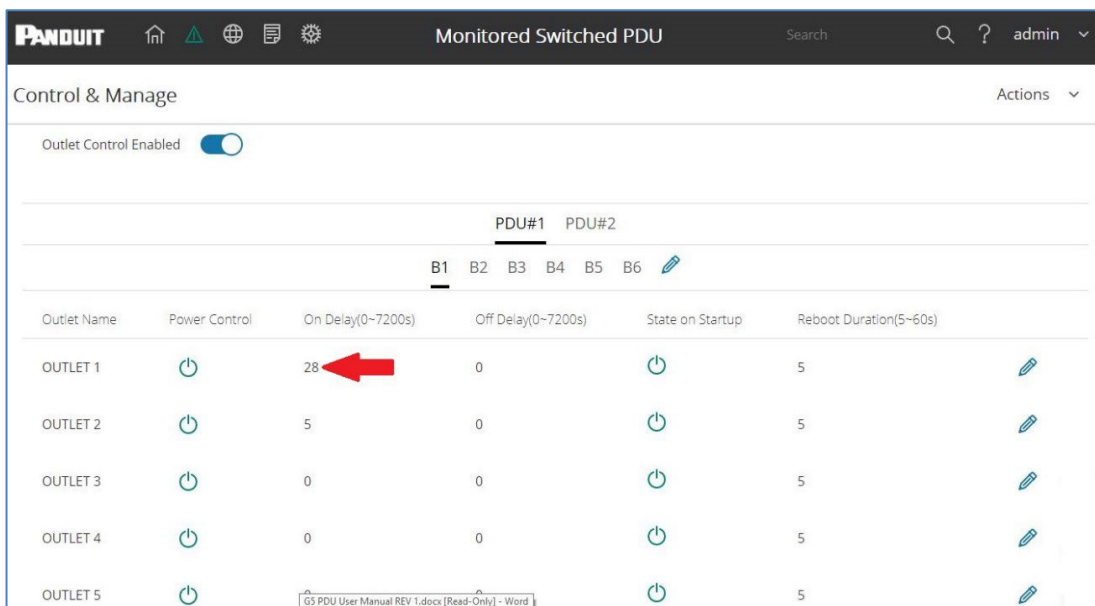 PANDUIT Monitored Switched PDU Search ? admin
Control & Manage Actions
Outlet Control Enabled
PDU#1 PDU#2
B1 B2 B3 B4 B5 B6
Outlet Name Power Control On Delay(0~7200s) Off Delay(0~7200s) State on Startup Reboot Duration(5~60s)
OUTLET 1 28 0 5
OUTLET 2 5 0 5
OUTLET 3 0 0 5
OUTLET 4 0 0 5
OUTLET 5 5
G5 PDU User Manual REV 1.docx [Read-Only] - Word